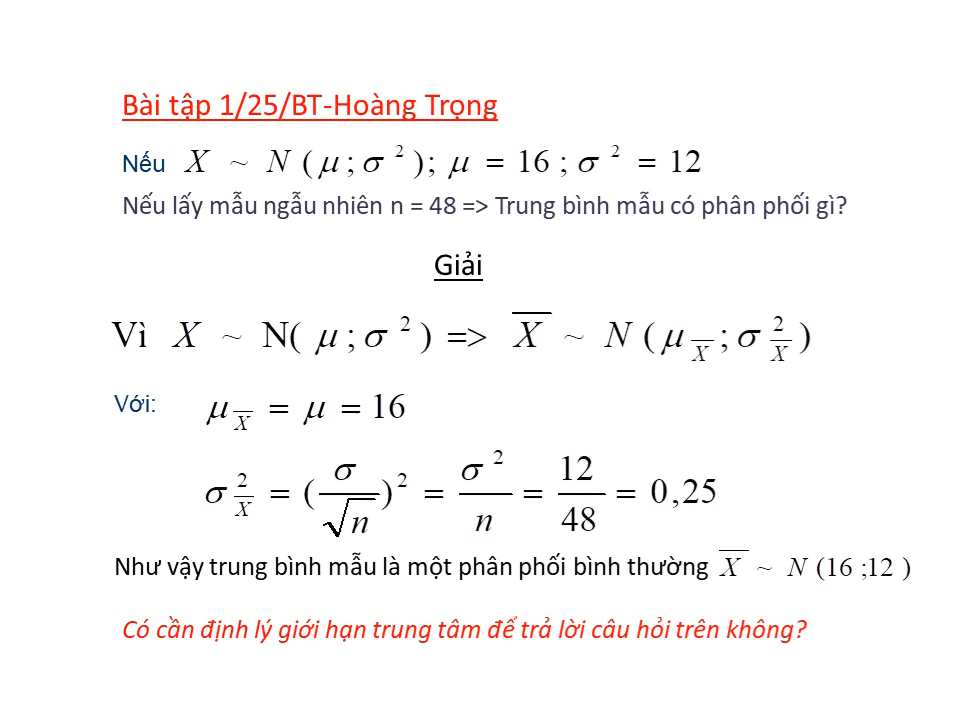 Bài tập 1/25/BT-Hoàng Trọng
Nếu X ~ N ( μ ; σ ² ) ; μ = 16 ; σ ² = 12
Nếu lấy mẫu ngẫu nhiên n = 48 => Trung bình mẫu có phân phối gì?
Giải
Vì X ~ N( μ ; σ ² ) => X̅ ~ N ( μ_X̅ ; σ²_X̅ )
Với: μ_X̅ = μ = 16
σ²_X̅ = (σ/√n)² = σ²/n = 12/48 = 0,25
Như vậy trung bình mẫu là một phân phối bình thường X̅ ~ N (16 ;12 )
Có cần định lý giới hạn trung tâm để trả lời câu hỏi trên không?